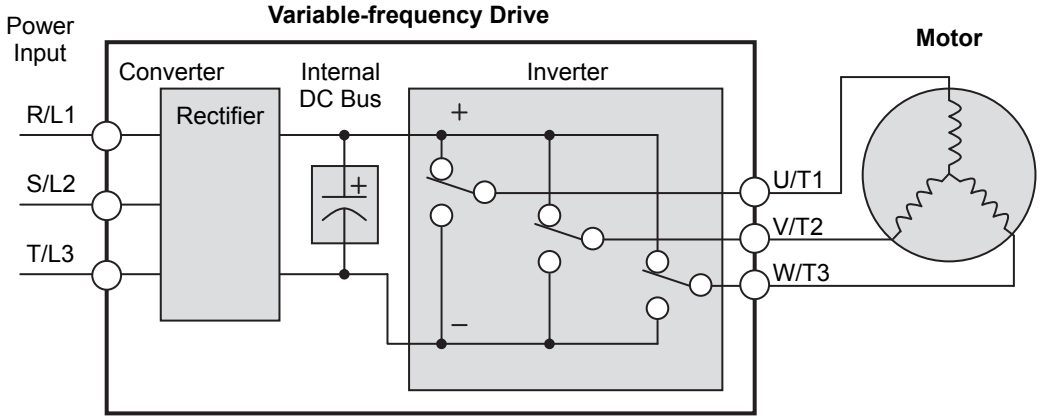 Variable-frequency Drive
Power
Input
Motor
Converter
Internal
DC Bus
Inverter
R/L1
Rectifier
+
+
S/L2
U/T1
V/T2
T/L3
W/T3
−